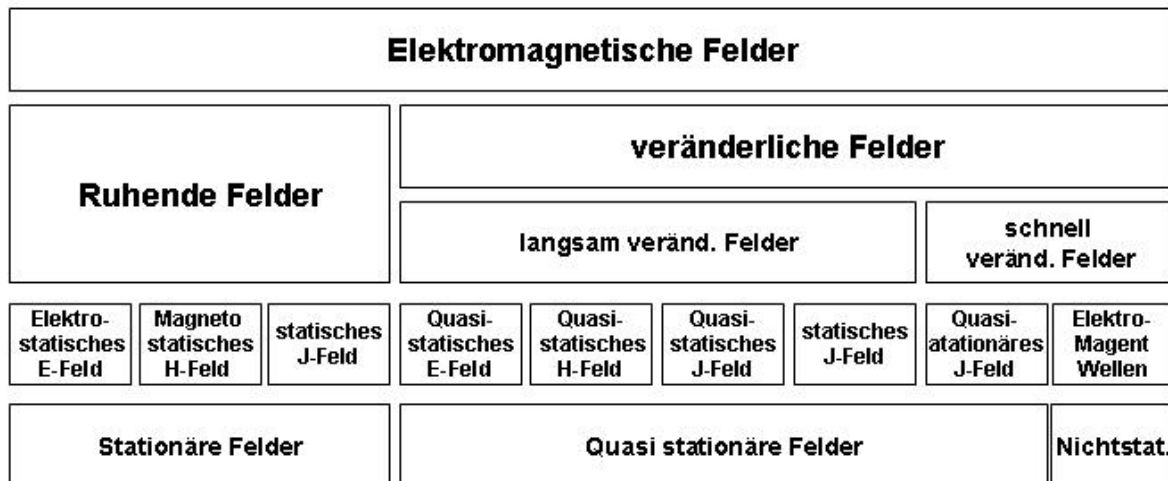 Elektromagnetische Felder
Ruhende Felder
veränderliche Felder
langsam veränd. Felder
schnell
veränd. Felder
Elektro-
statisches
E-Feld
Magneto
statisches
H-Feld
statisches
J-Feld
Quasi-
statisches
E-Feld
Quasi-
statisches
H-Feld
Quasi-
statisches
J-Feld
statisches
J-Feld
Quasi-
atationäres
J-Feld
Elektro-
Magent
Wellen
Stationäre Felder
Quasi stationäre Felder
Nichtstat.